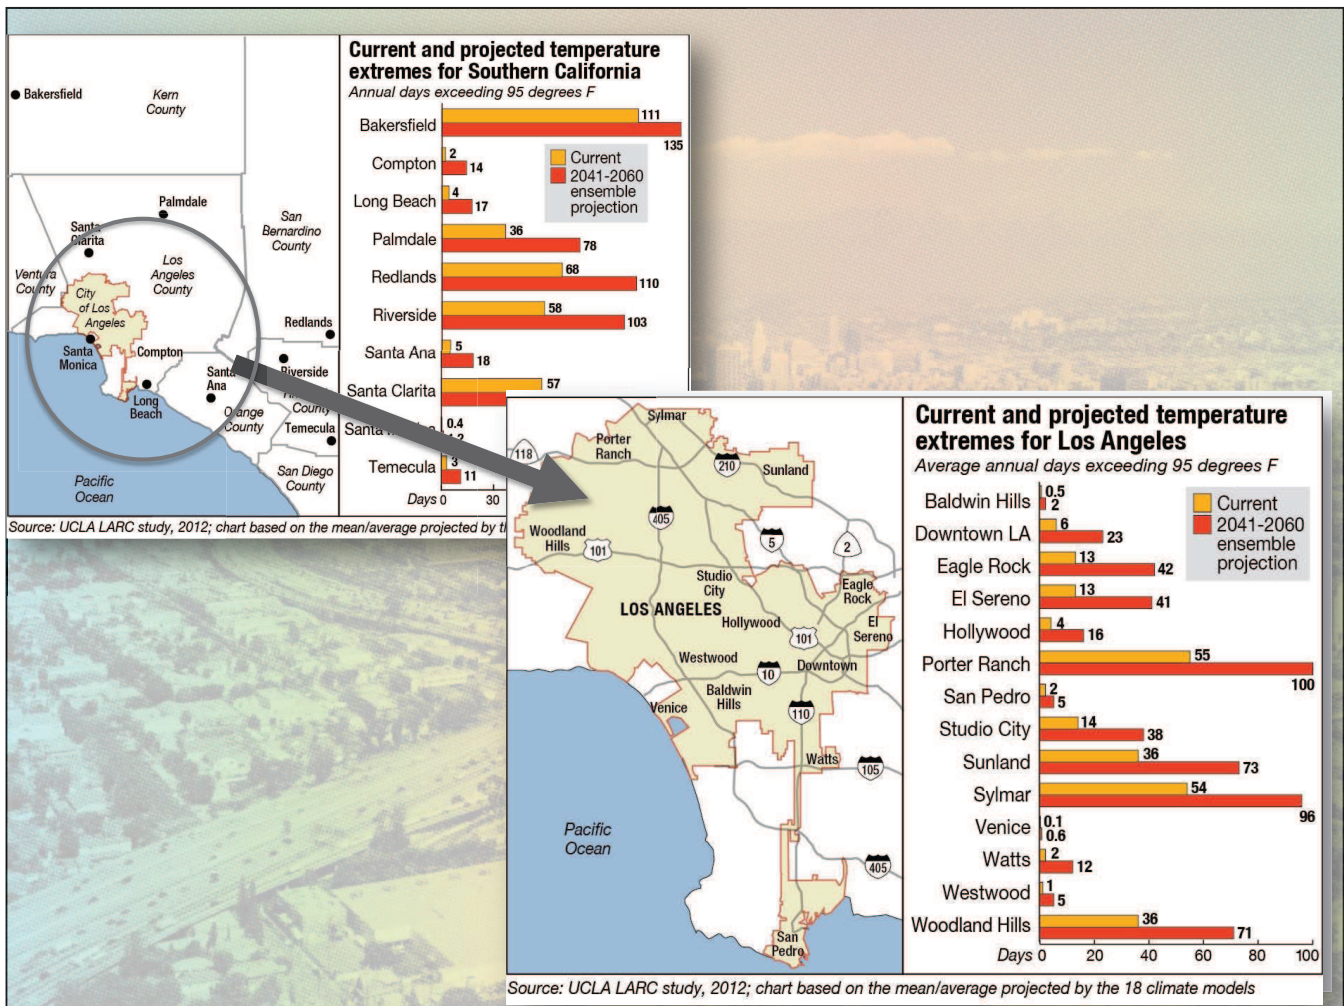 Current and projected temperature
extremes for Southern California
Annual days exceeding 95 degrees F
Bakersfield 111
135
Compton 2
14
Long Beach 4
17
Palmdale 36
78
Redlands 68
110
Riverside 58
103
Santa Ana 5
18
Santa Clarita 57
Santa 0.4
Temecula 3
11
Days 0 30
Current
2041-2060
ensemble
projection
Bakersfield
Kern
County
Palmdale
Santa
Clarita
San
Bernardino
County
Ventura
County
Los
Angeles
County
City
of Los
Angeles
Redlands
Santa
Monica
Compton
Santa
Ana
Riverside
County
Long
Beach
Orange
County
Temecula
San Diego
County
Pacific
Ocean
Source: UCLA LARC study, 2012; chart based on the mean/average projected by
Sylmar
Porter
Ranch
118
210
Sunland
405
Woodland
Hills
101
5
2
Studio
City
Eagle
Rock
LOS ANGELES
Hollywood
101
El
Sereno
Westwood
10
Downtown
Baldwin
Hills
Venice
110
Watts
105
Pacific
Ocean
405
San
Pedro
Current and projected temperature
extremes for Los Angeles
Average annual days exceeding 95 degrees F
Current
2041-2060
ensemble
projection
Baldwin Hills 0.5
2
Downtown LA 6
23
Eagle Rock 13
42
El Sereno 13
41
Hollywood 4
16
Porter Ranch 55
100
San Pedro 2
5
Studio City 14
38
Sunland 36
73
Sylmar 54
96
Venice 0.1
0.6
Watts 2
12
Westwood 1
5
Woodland Hills 36
71
Days 0 20 40 60 80 100
Source: UCLA LARC study, 2012; chart based on the mean/average projected by the 18 climate models